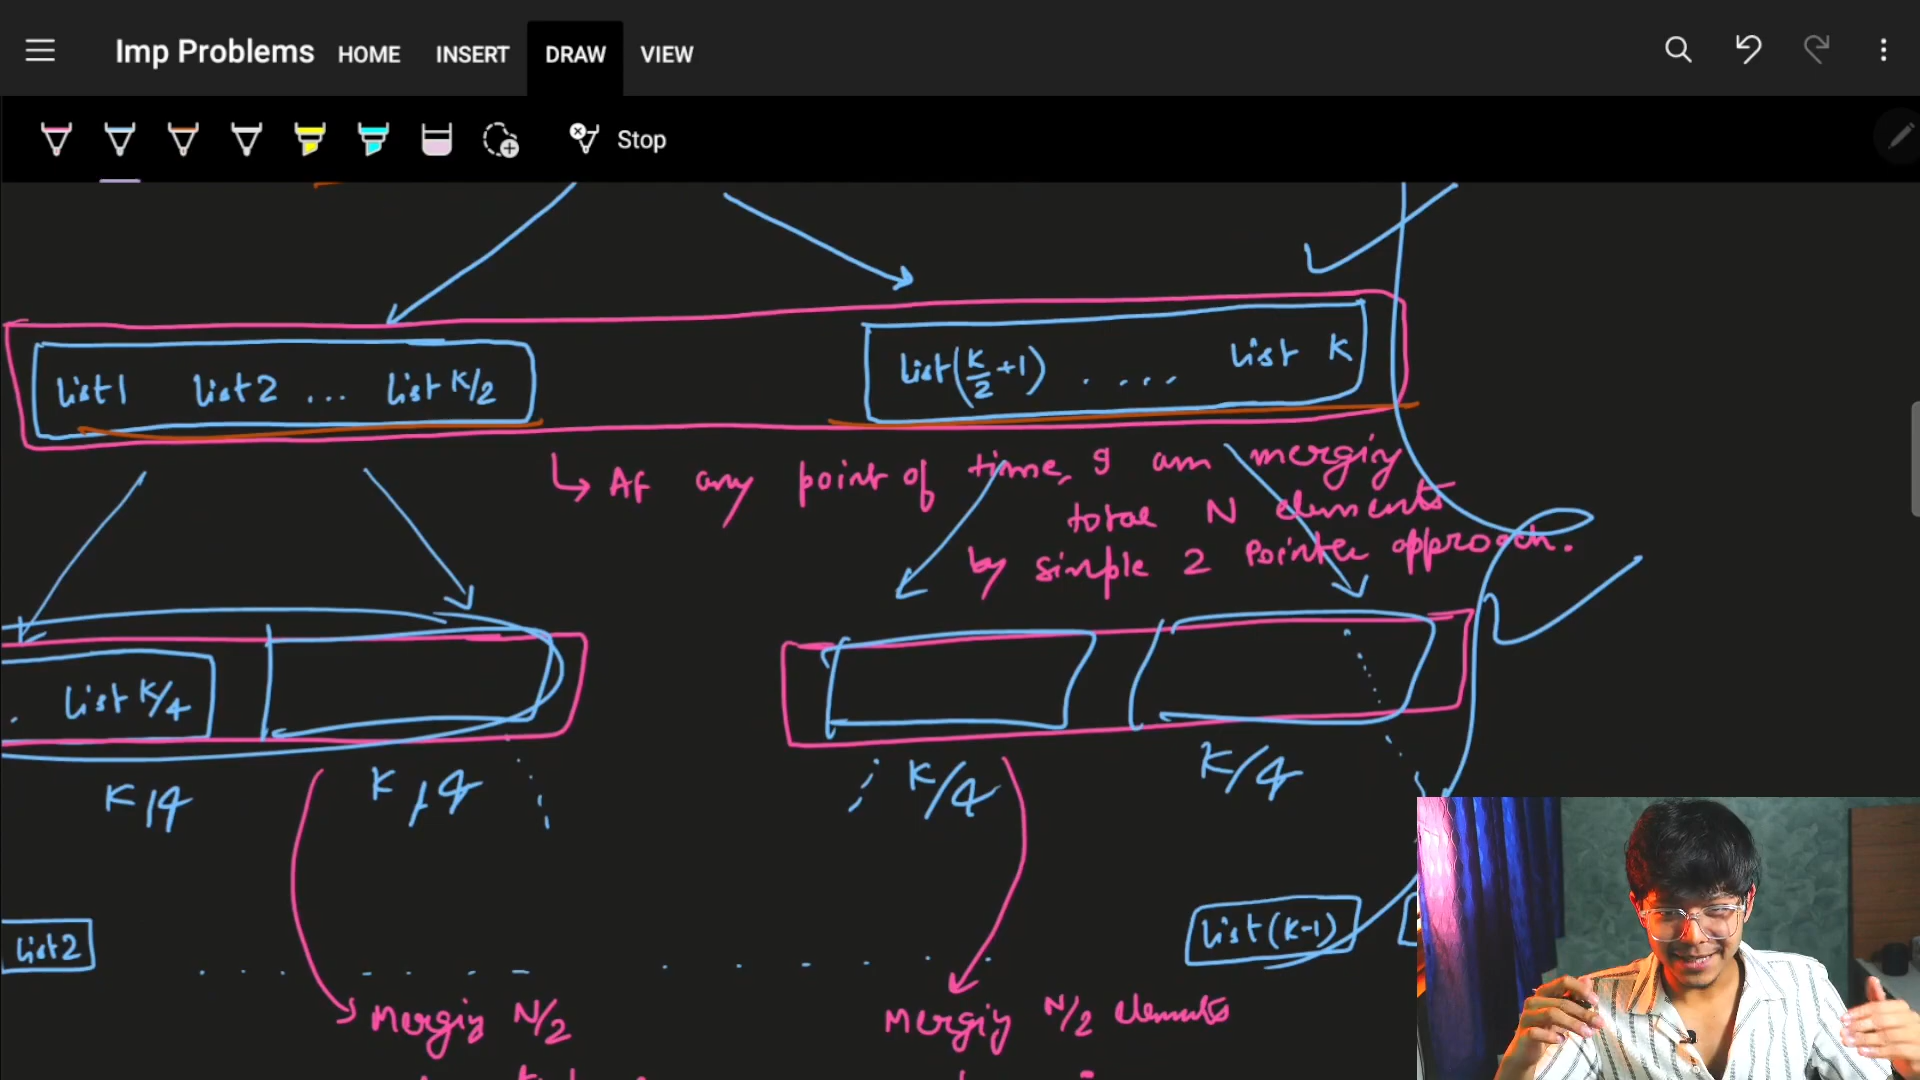 Imp Problems HOME INSERT DRAW VIEW
Stop
List1 List2 ... List K/2
List(K/2+1) .... List K
↳ At any point of time, I am merging
total N elements
by simple 2 pointer approach.
. List K/4
K/4 K/4 K/4 K/4
List2 List(K-1)
Merging N/2 Merging N/2 elements